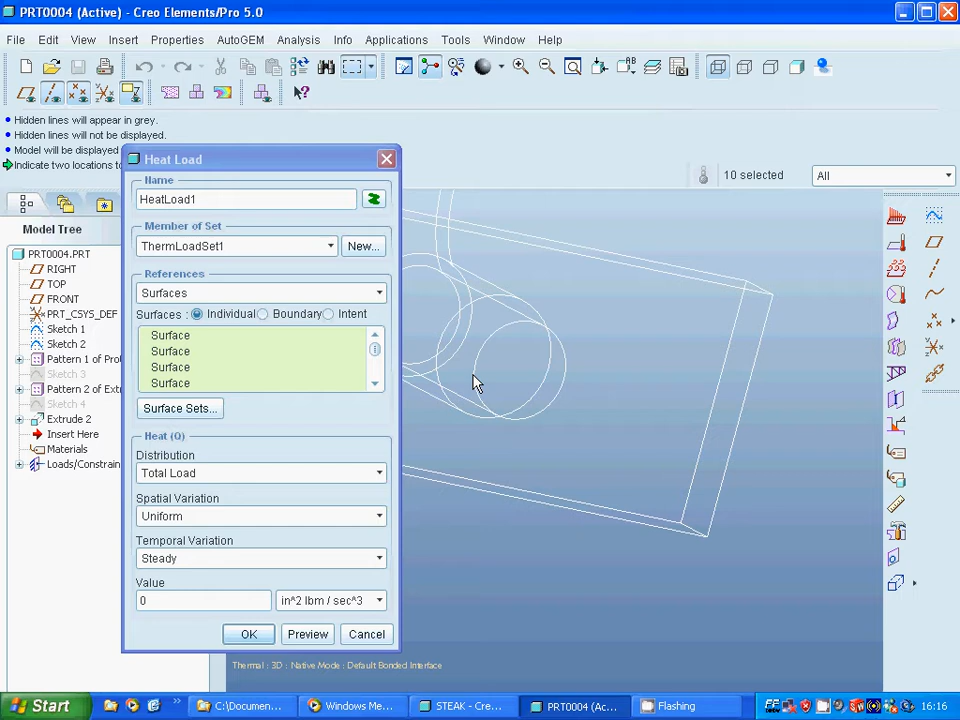 PRT0004 (Active) - Creo Elements/Pro 5.0
File Edit View Insert Properties AutoGEM Analysis Info Applications Tools Window Help
Hidden lines will appear in grey.
Hidden lines will not be displayed.
Model will be displayed
Indicate two locations to
10 selected
All
Model Tree
PRT0004.PRT
RIGHT
TOP
FRONT
PRT_CSYS_DEF
Sketch 1
Sketch 2
Pattern 1 of Pro
Sketch 3
Pattern 2 of Extr
Sketch 4
Extrude 2
Insert Here
Materials
Loads/Constrain
Heat Load
Name
HeatLoad1
Member of Set
ThermLoadSet1
New...
References
Surfaces
Surfaces : Individual Boundary Intent
Surface
Surface
Surface
Surface
Surface Sets...
Heat (Q)
Distribution
Total Load
Spatial Variation
Uniform
Temporal Variation
Steady
Value
0
in^2 lbm / sec^3
OK Preview Cancel
Thermal : 3D : Native Mode : Default Bonded Interface
Start
C:\Documen...
Windows Me...
STEAK - Cre...
PRT0004 (Ac...
Flashing
16:16